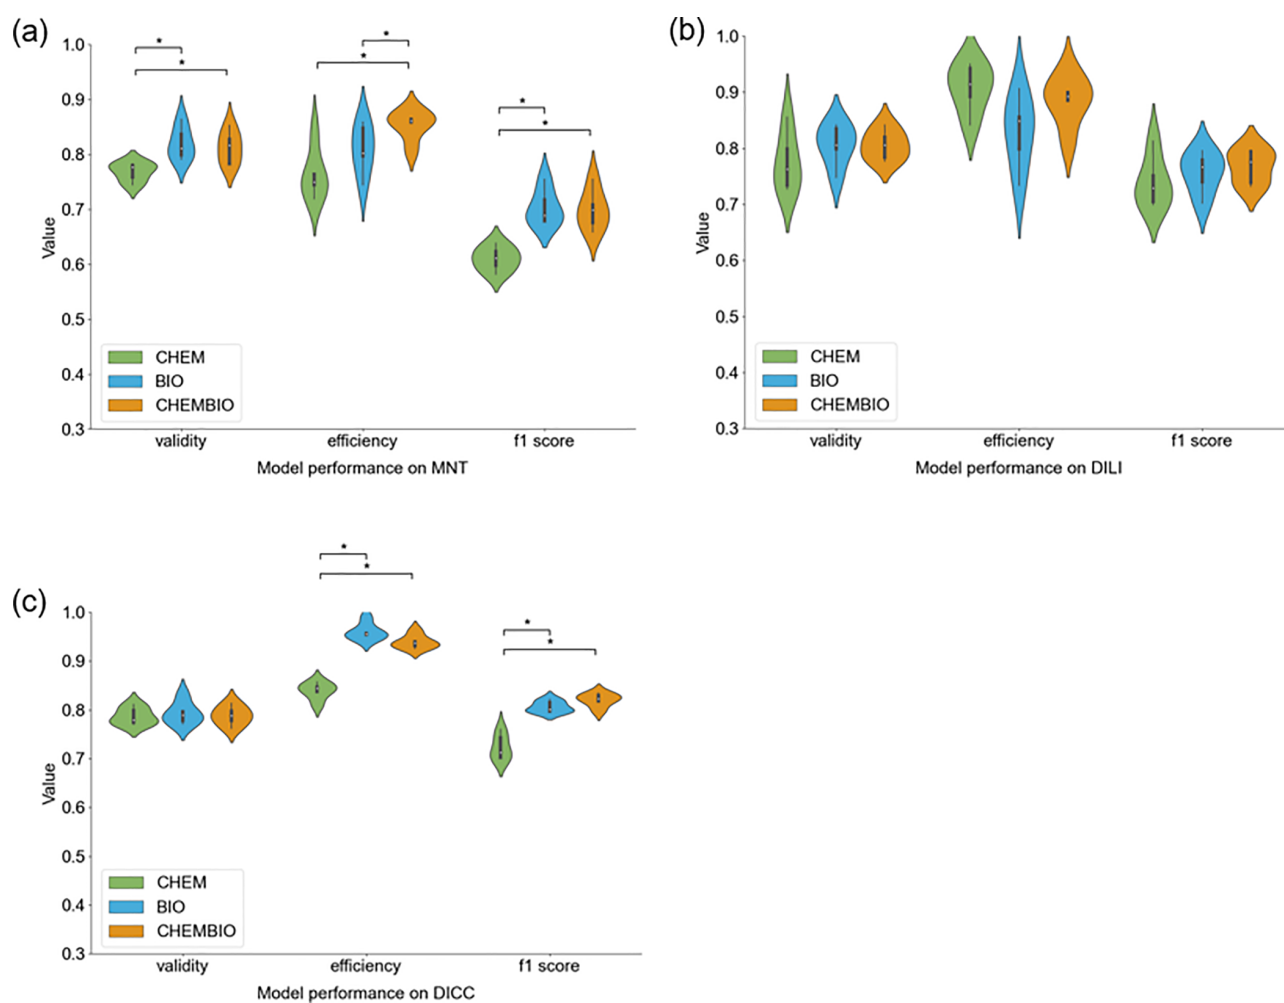 (a)
1.0
0.9
0.8
0.7
0.6
0.5
0.4
0.3
Value
* *
* *
*
*
CHEM
BIO
CHEMBIO
validity efficiency f1 score
Model performance on MNT
(b)
1.0
0.9
0.8
0.7
0.6
0.5
0.4
0.3
Value
CHEM
BIO
CHEMBIO
validity efficiency f1 score
Model performance on DILI
(c)
1.0
0.9
0.8
0.7
0.6
0.5
0.4
0.3
Value
*
*
*
*
CHEM
BIO
CHEMBIO
validity efficiency f1 score
Model performance on DICC